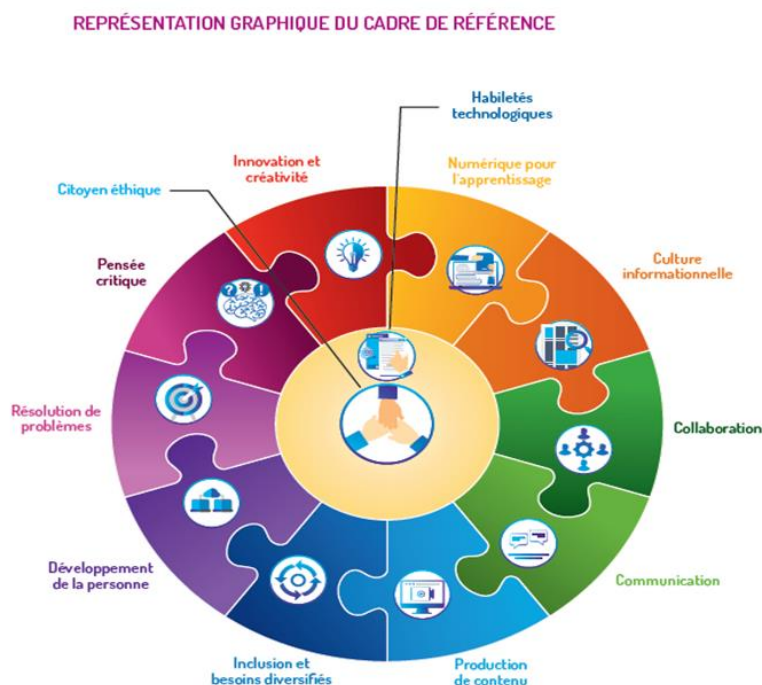 REPRÉSENTATION GRAPHIQUE DU CADRE DE RÉFÉRENCE
Habiletés
technologiques
Innovation et
créativité
Numérique pour
l'apprentissage
Citoyen éthique
Pensée
critique
Culture
informationnelle
Résolution de
problèmes
Collaboration
Développement
de la personne
Communication
Inclusion et
besoins diversifiés
Production
de contenu